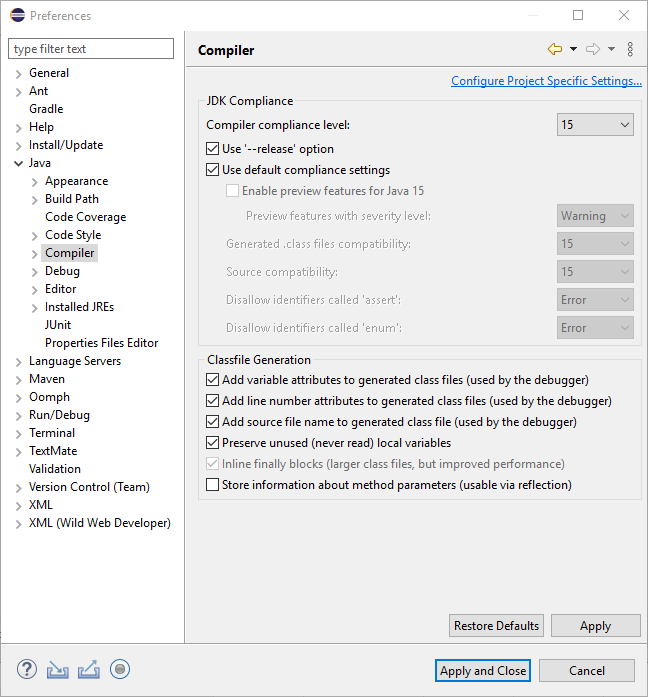 Preferences
type filter text
General
Ant
Gradle
Help
Install/Update
Java
Appearance
Build Path
Code Coverage
Code Style
Compiler
Debug
Editor
Installed JREs
JUnit
Properties Files Editor
Language Servers
Maven
Oomph
Run/Debug
Terminal
TextMate
Validation
Version Control (Team)
XML
XML (Wild Web Developer)
Compiler
Configure Project Specific Settings...
JDK Compliance
Compiler compliance level: 15
Use '--release' option
Use default compliance settings
Enable preview features for Java 15
Preview features with severity level: Warning
Generated .class files compatibility: 15
Source compatibility: 15
Disallow identifiers called 'assert': Error
Disallow identifiers called 'enum': Error
Classfile Generation
Add variable attributes to generated class files (used by the debugger)
Add line number attributes to generated class files (used by the debugger)
Add source file name to generated class file (used by the debugger)
Preserve unused (never read) local variables
Inline finally blocks (larger class files, but improved performance)
Store information about method parameters (usable via reflection)
Restore Defaults Apply
? Apply and Close Cancel